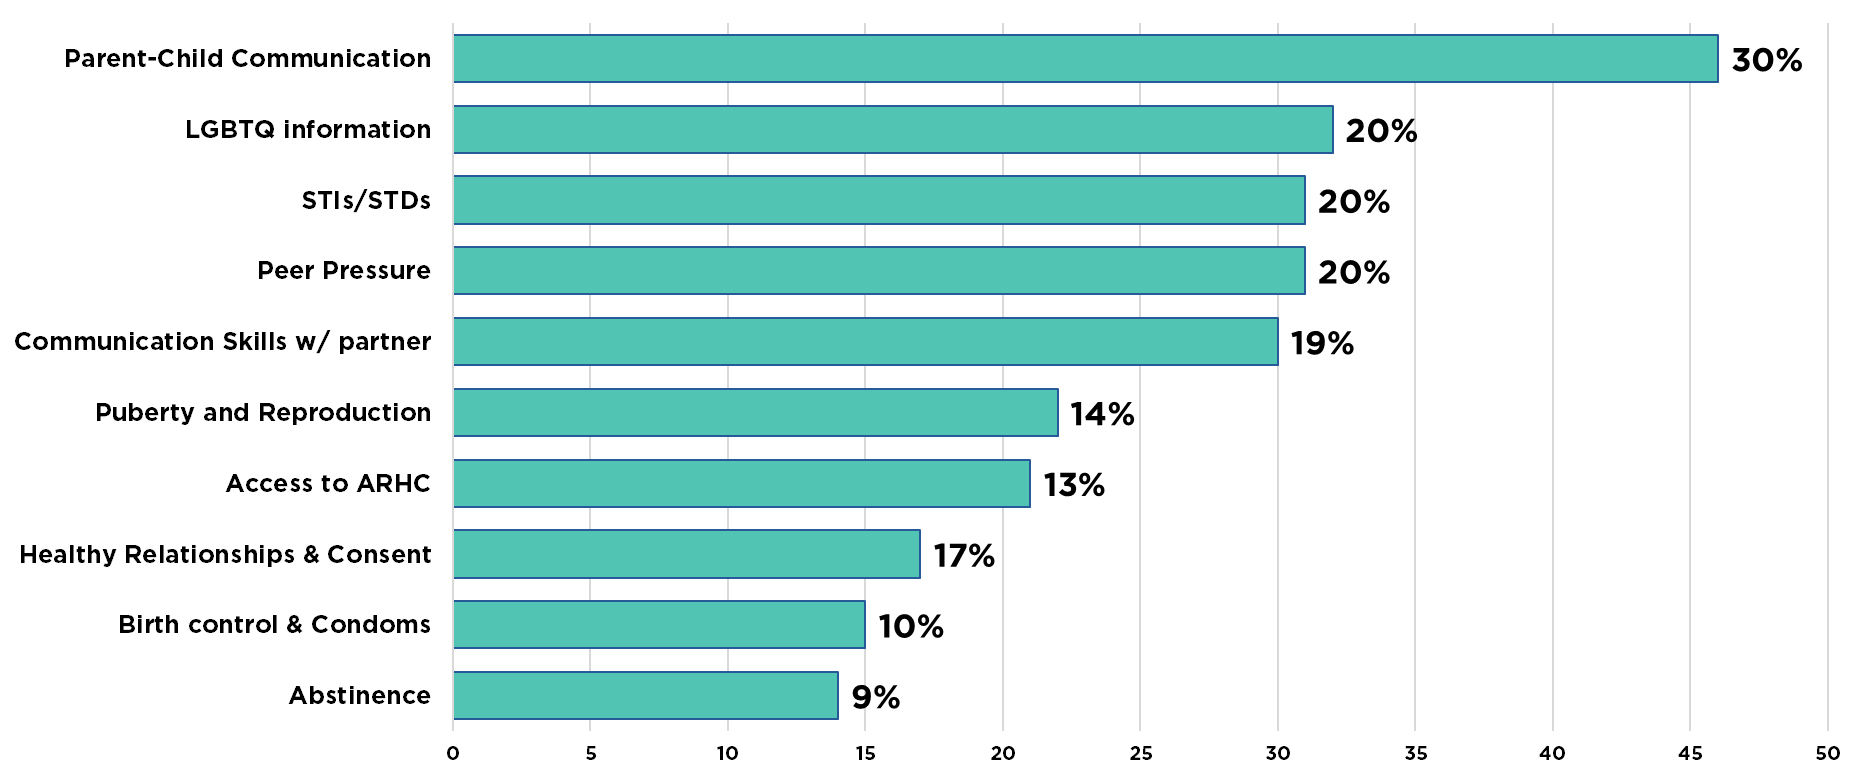 Parent-Child Communication 30%
LGBTQ information 20%
STIs/STDs 20%
Peer Pressure 20%
Communication Skills w/ partner 19%
Puberty and Reproduction 14%
Access to ARHC 13%
Healthy Relationships & Consent 17%
Birth control & Condoms 10%
Abstinence 9%
0 5 10 15 20 25 30 35 40 45 50